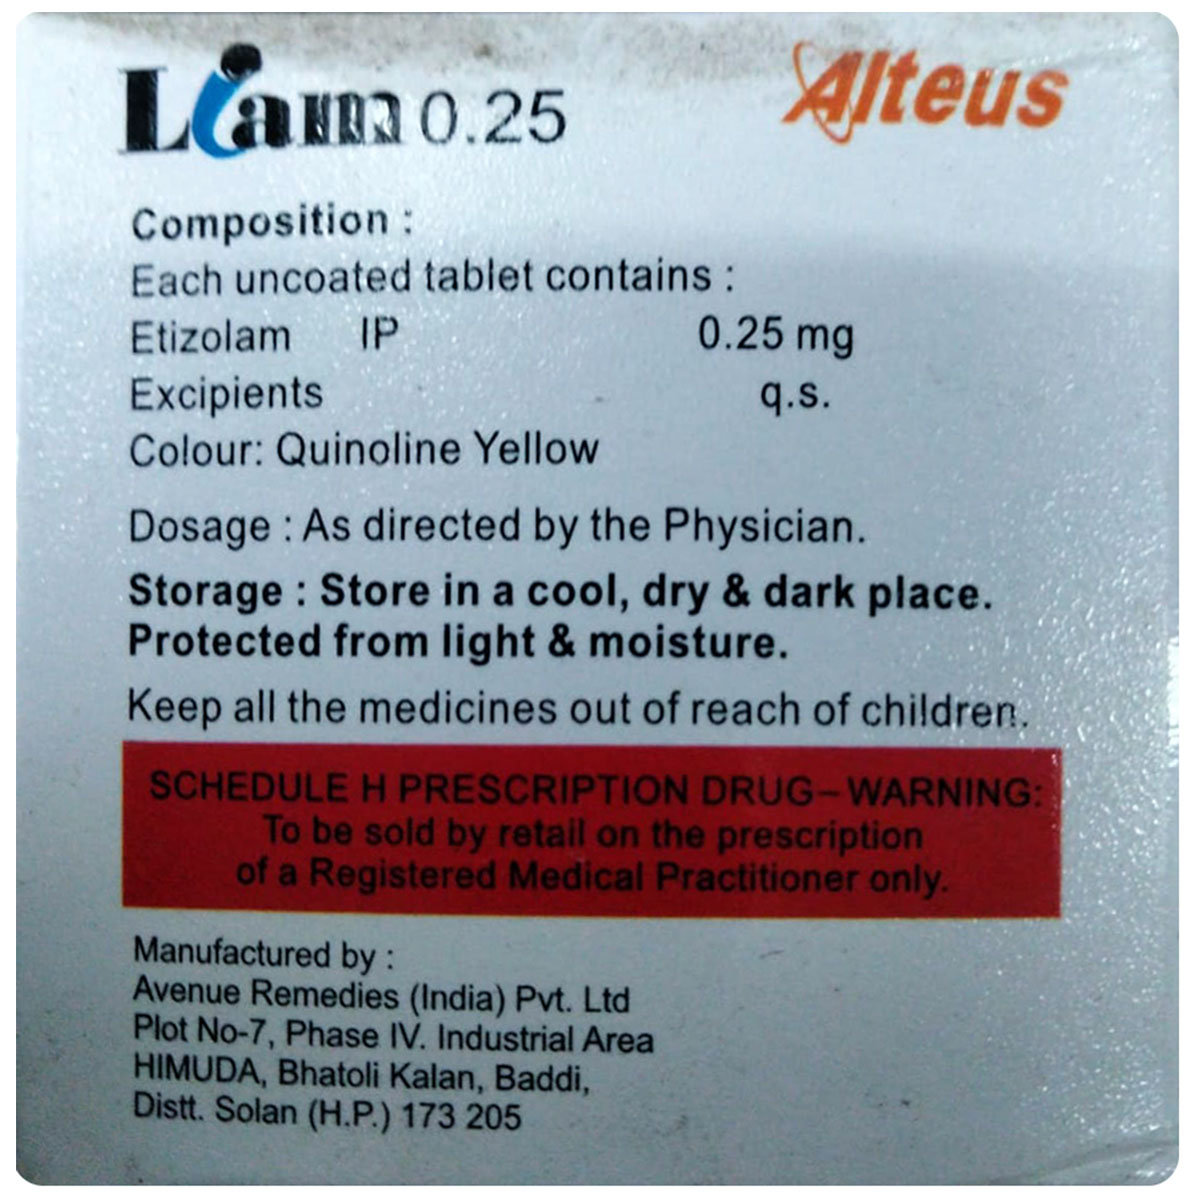 Liam 0.25
Alteus
Composition :
Each uncoated tablet contains :
Etizolam IP 0.25 mg
Excipients q.s.
Colour: Quinoline Yellow
Dosage : As directed by the Physician.
Storage : Store in a cool, dry & dark place.
Protected from light & moisture.
Keep all the medicines out of reach of children.
SCHEDULE H PRESCRIPTION DRUG–WARNING:
To be sold by retail on the prescription
of a Registered Medical Practitioner only.
Manufactured by :
Avenue Remedies (India) Pvt. Ltd
Plot No-7, Phase IV. Industrial Area
HIMUDA, Bhatoli Kalan, Baddi,
Distt. Solan (H.P.) 173 205